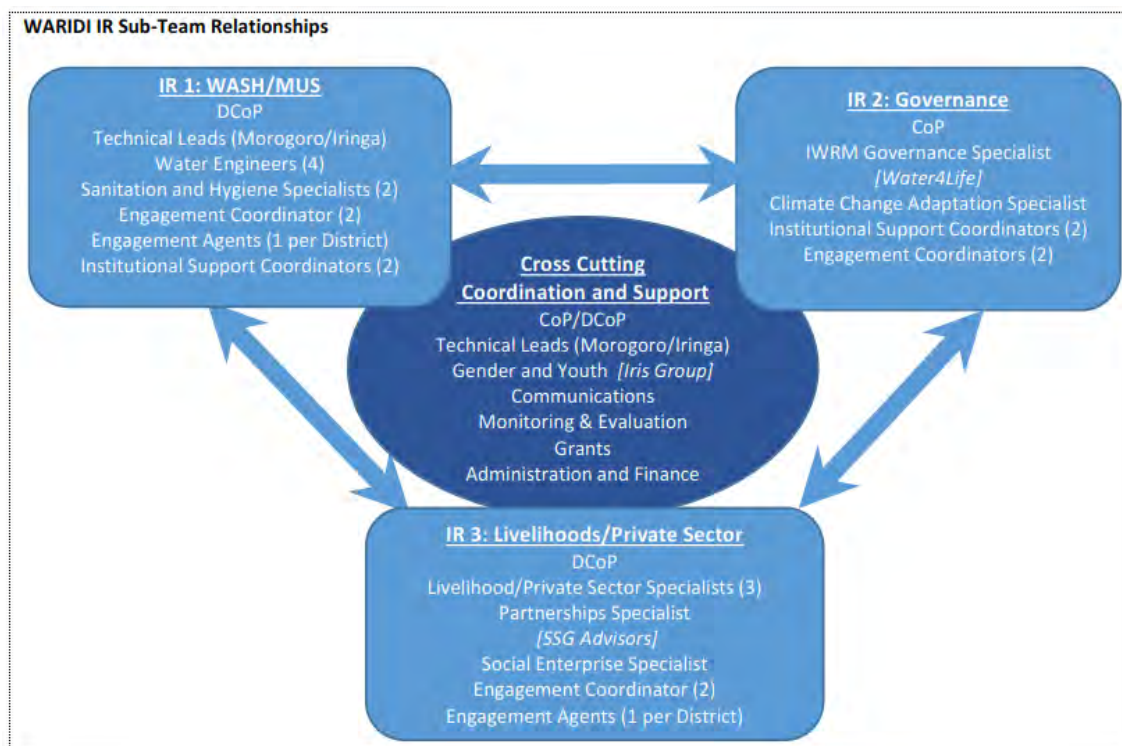 WARIDI IR Sub-Team Relationships
IR 1: WASH/MUS
DCoP
Technical Leads (Morogoro/Iringa)
Water Engineers (4)
Sanitation and Hygiene Specialists (2)
Engagement Coordinator (2)
Engagement Agents (1 per District)
Institutional Support Coordinators (2)
IR 2: Governance
CoP
IWRM Governance Specialist
[Water4Life]
Climate Change Adaptation Specialist
Institutional Support Coordinators (2)
Engagement Coordinators (2)
Cross Cutting
Coordination and Support
CoP/DCoP
Technical Leads (Morogoro/Iringa)
Gender and Youth [Iris Group]
Communications
Monitoring & Evaluation
Grants
Administration and Finance
IR 3: Livelihoods/Private Sector
DCoP
Livelihood/Private Sector Specialists (3)
Partnerships Specialist
[SSG Advisors]
Social Enterprise Specialist
Engagement Coordinator (2)
Engagement Agents (1 per District)